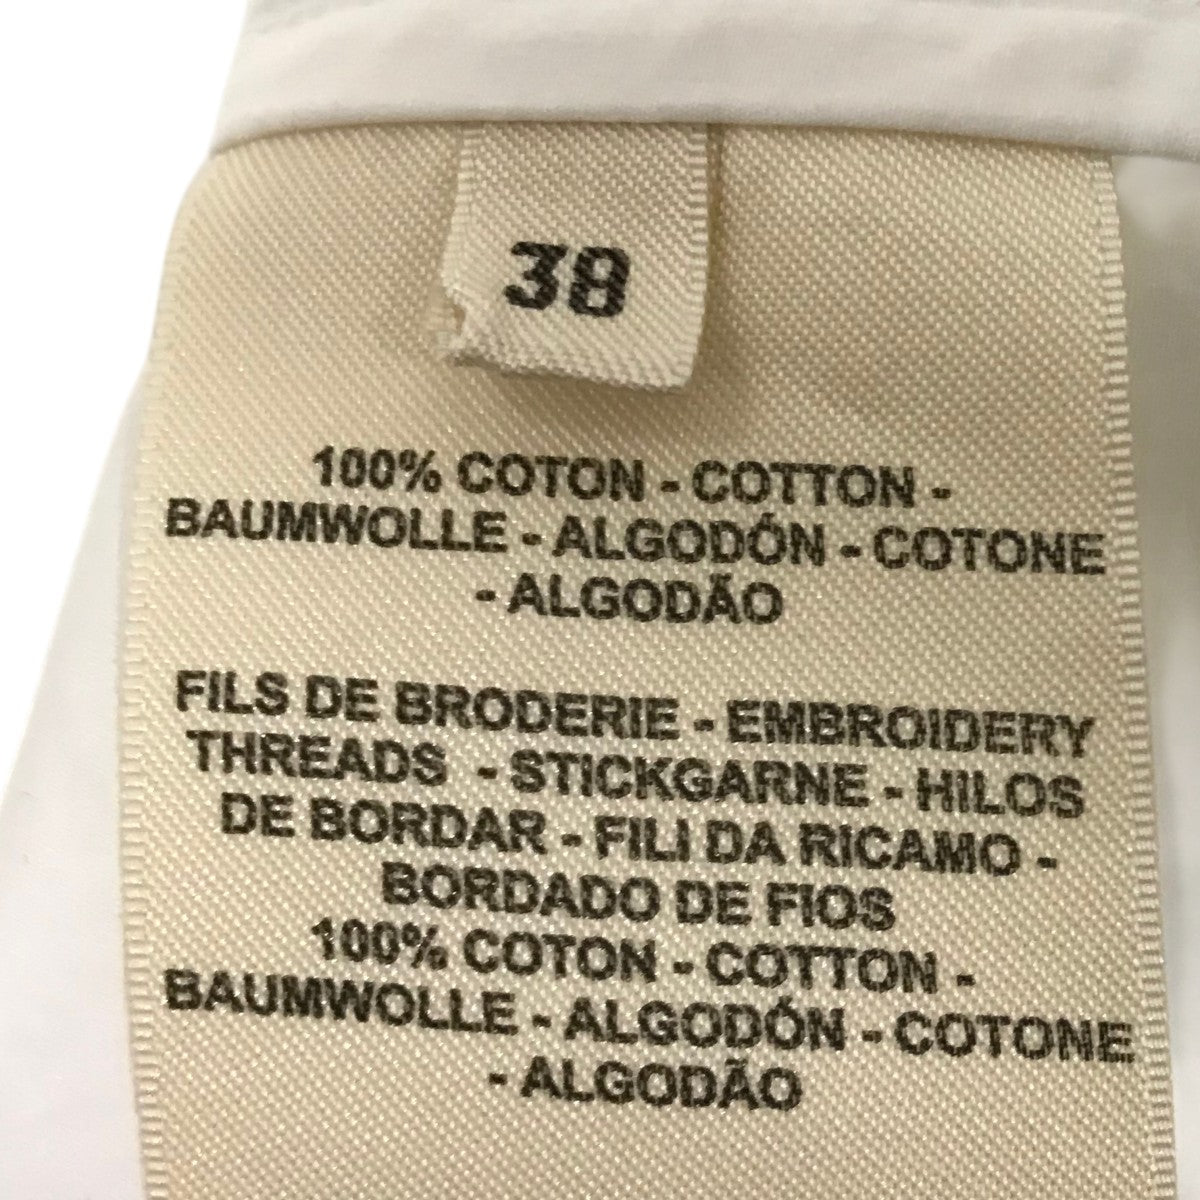 38
100% COTON - COTTON -
BAUMWOLLE - ALGODÓN - COTONE
- ALGODÃO
FILS DE BRODERIE - EMBROIDERY
THREADS - STICKGARNE - HILOS
DE BORDAR - FILI DA RICAMO -
BORDADO DE FIOS
100% COTON - COTTON -
BAUMWOLLE - ALGODÓN - COTONE
- ALGODÃO